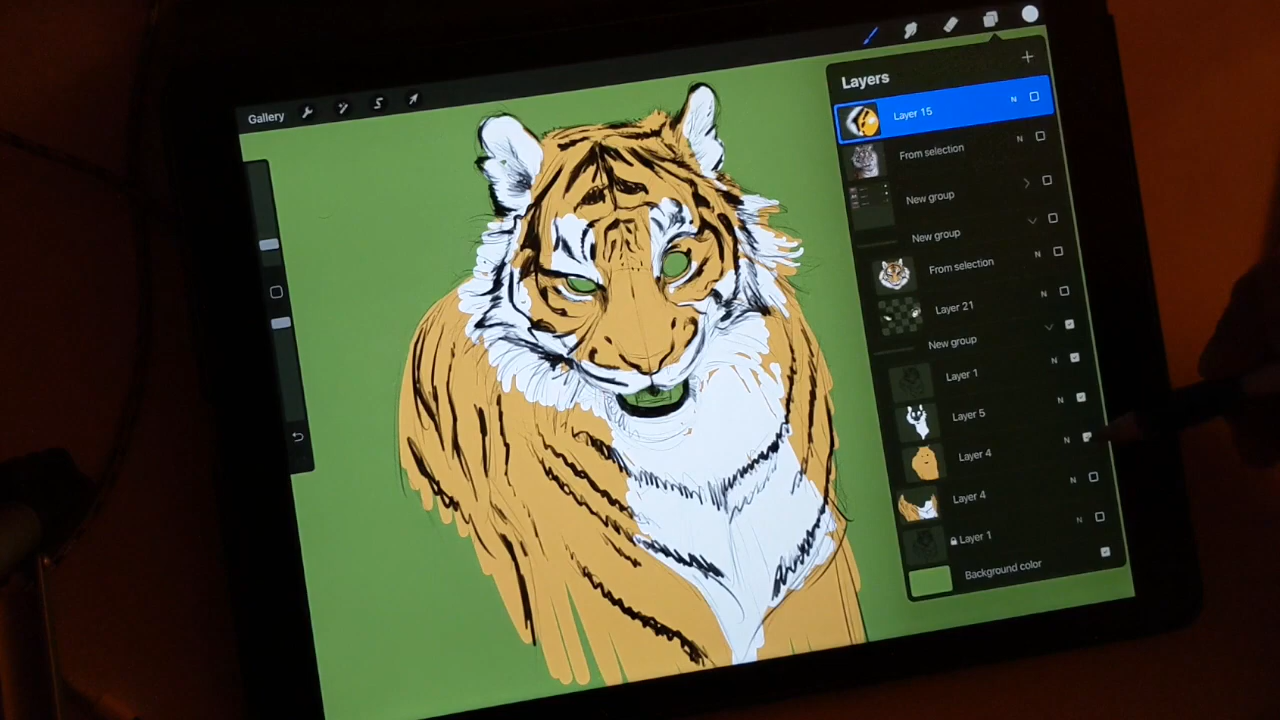 Gallery
Layers
Layer 15
N
From selection
N
New group
New group
From selection
N
Layer 21
N
New group
Layer 1
N
Layer 5
N
Layer 4
N
Layer 4
N
Layer 1
N
Background color